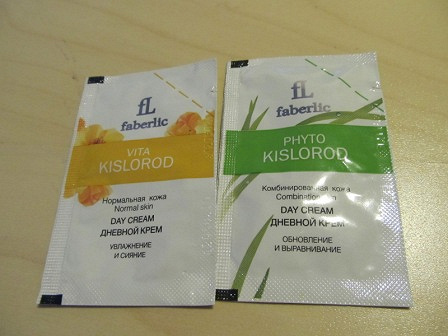 fL
faberlic
VITA
KISLOROD
Нормальная кожа
Normal skin
DAY CREAM
ДНЕВНОЙ КРЕМ
УВЛАЖНЕНИЕ
И СИЯНИЕ
fL
faberlic
PHYTO
KISLOROD
Комбинированная кожа
Combination skin
DAY CREAM
ДНЕВНОЙ КРЕМ
ОБНОВЛЕНИЕ
И ВЫРАВНИВАНИЕ